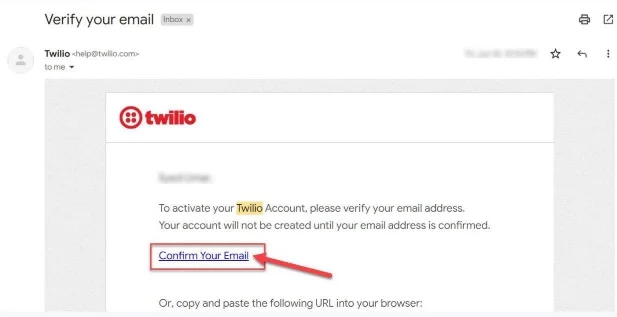 Verify your email Inbox x
Twilio <help@twilio.com>
to me
twilio
To activate your Twilio Account, please verify your email address.
Your account will not be created until your email address is confirmed.
Confirm Your Email
Or, copy and paste the following URL into your browser: